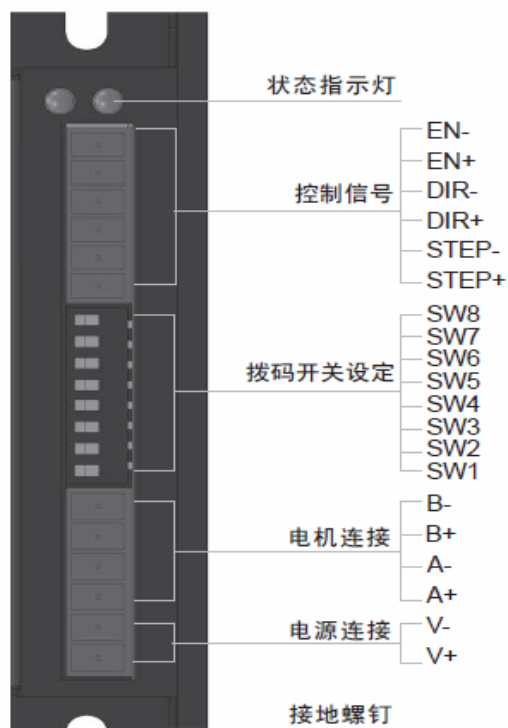 状态指示灯
控制信号
EN-
EN+
DIR-
DIR+
STEP-
STEP+
拨码开关设定
SW8
SW7
SW6
SW5
SW4
SW3
SW2
SW1
电机连接
B-
B+
A-
A+
电源连接
V-
V+
接地螺钉